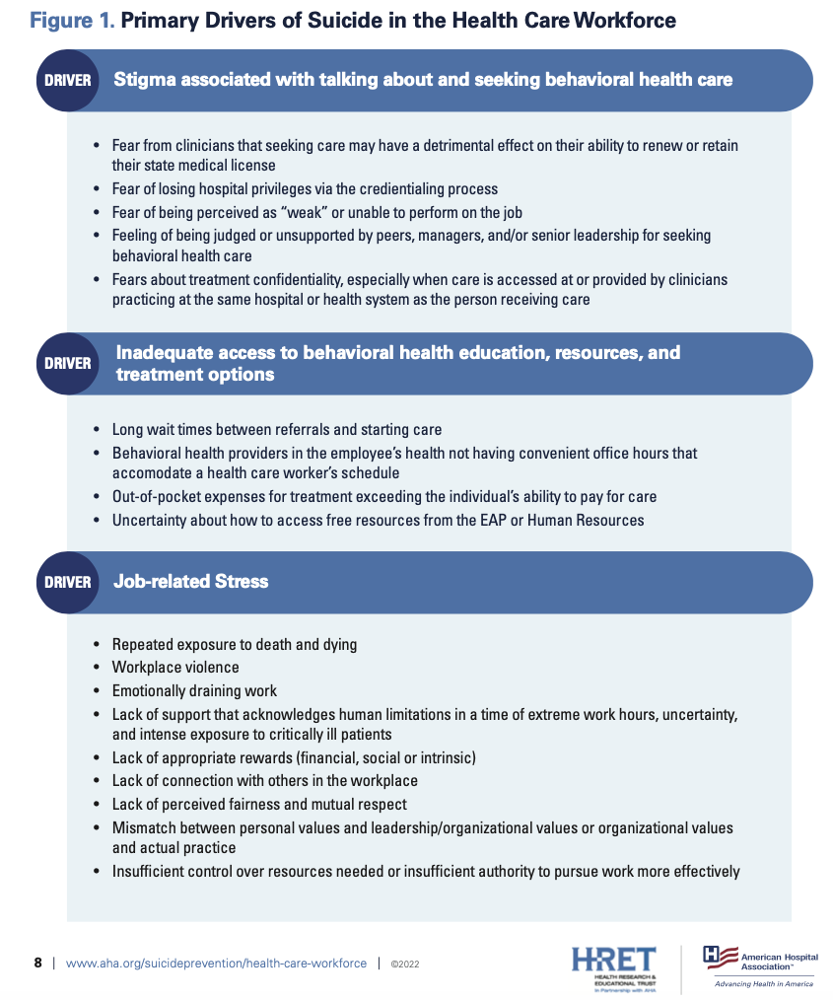 Figure 1. Primary Drivers of Suicide in the Health Care Workforce
DRIVER
Stigma associated with talking about and seeking behavioral health care
• Fear from clinicians that seeking care may have a detrimental effect on their ability to renew or retain
their state medical license
• Fear of losing hospital privileges via the credientialing process
• Fear of being perceived as “weak” or unable to perform on the job
• Feeling of being judged or unsupported by peers, managers, and/or senior leadership for seeking
behavioral health care
• Fears about treatment confidentiality, especially when care is accessed at or provided by clinicians
practicing at the same hospital or health system as the person receiving care
DRIVER
Inadequate access to behavioral health education, resources, and
treatment options
• Long wait times between referrals and starting care
• Behavioral health providers in the employee’s health not having convenient office hours that
accomodate a health care worker’s schedule
• Out-of-pocket expenses for treatment exceeding the individual’s ability to pay for care
• Uncertainty about how to access free resources from the EAP or Human Resources
DRIVER
Job-related Stress
• Repeated exposure to death and dying
• Workplace violence
• Emotionally draining work
• Lack of support that acknowledges human limitations in a time of extreme work hours, uncertainty,
and intense exposure to critically ill patients
• Lack of appropriate rewards (financial, social or intrinsic)
• Lack of connection with others in the workplace
• Lack of perceived fairness and mutual respect
• Mismatch between personal values and leadership/organizational values or organizational values
and actual practice
• Insufficient control over resources needed or insufficient authority to pursue work more effectively
8 | www.aha.org/suicideprevention/health-care-workforce | ©2022
HRET
HEALTH RESEARCH &
EDUCATIONAL TRUST
In Partnership with AHA
H
American Hospital
Association™
Advancing Health in America